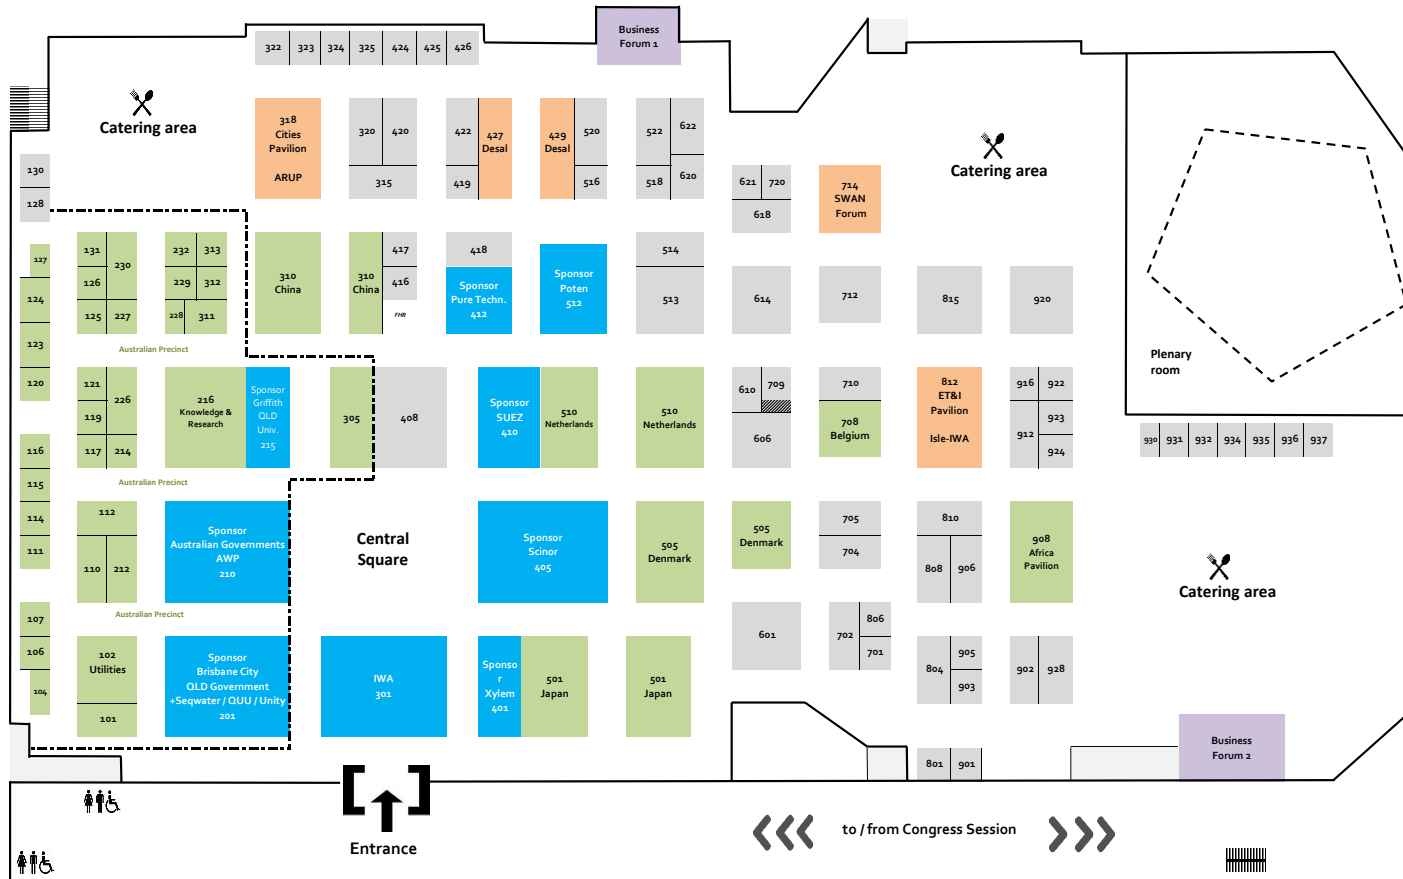 Business
Forum 1
322 323 324 325 424 425 426
Catering area
318
Cities
Pavilion
ARUP
320 420
315
422
419
427
Desal
429
Desal
520
516
522
518
622
620
130
128
621 720
618
714
SWAN
Forum
Catering area
127
124
123
120
131
126
125
230
227
232 313
229 312
228 311
310
China
310
China
417
416
FHR
418
Sponsor
Pure Techn.
412
Sponsor
Poten
512
514
513
614
712
815
920
Plenary
room
Australian Precinct
121
119
117
226
214
216
Knowledge &
Research
Sponsor
Griffith
QLD
Univ.
215
305
408
Sponsor
SUEZ
410
510
Netherlands
510
Netherlands
610 709
606
710
708
Belgium
812
ET&I
Pavilion
Isle-IWA
916 922
912
923
924
930 931 932 934 935 936 937
116
115
114
111
Australian Precinct
112
110 212
Sponsor
Australian Governments
AWP
210
Central
Square
Sponsor
Scinor
405
505
Denmark
505
Denmark
705
704
810
808 906
908
Africa
Pavilion
Catering area
Australian Precinct
107
106
104
102
Utilities
101
Sponsor
Brisbane City
QLD Government
+Seqwater / QUU / Unity
201
IWA
301
Sponso
r
Xylem
401
501
Japan
501
Japan
601
702
806
701
804
905
903
902 928
801 901
Business
Forum 2
Entrance
to / from Congress Session